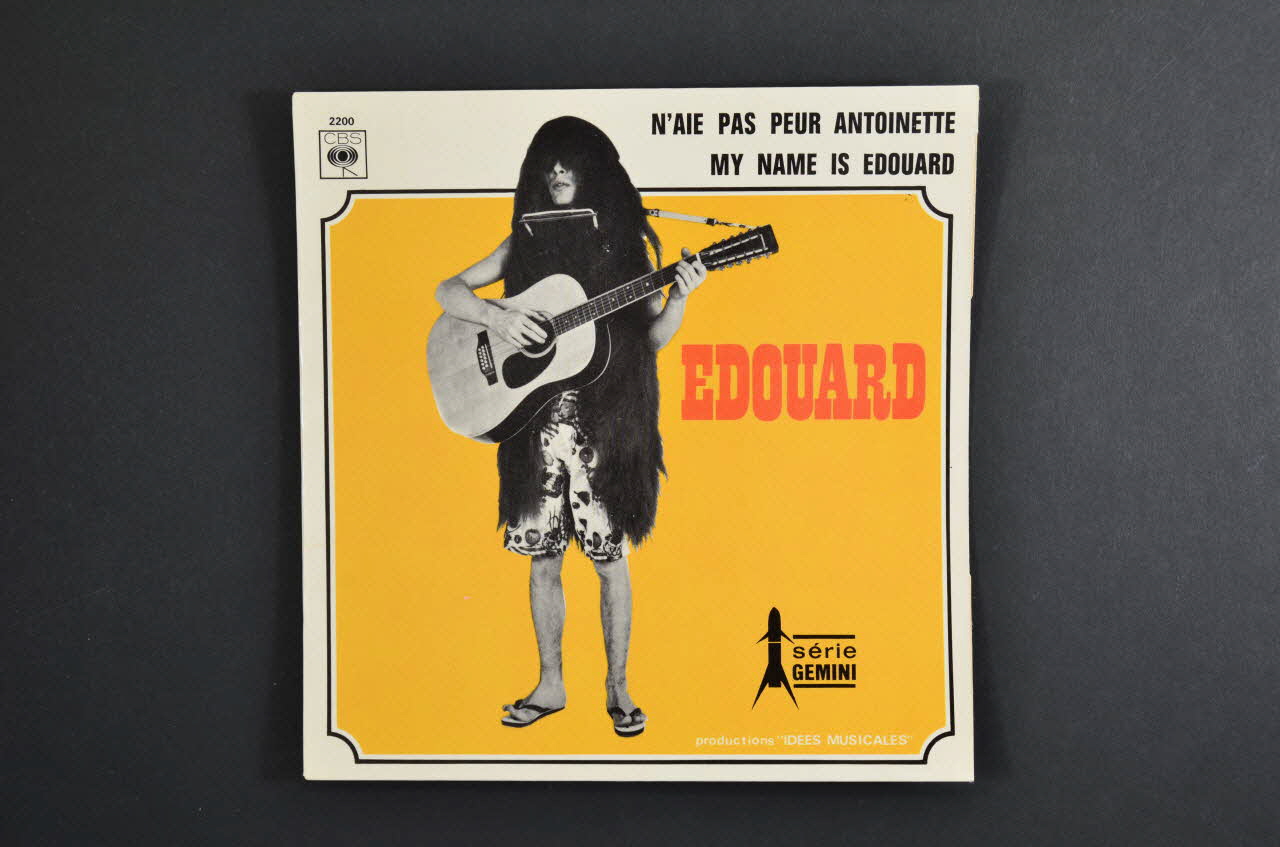 2200
CBS
N'AIE PAS PEUR ANTOINETTE
MY NAME IS EDOUARD
EDOUARD
série
GEMINI
productions "IDEES MUSICALES"